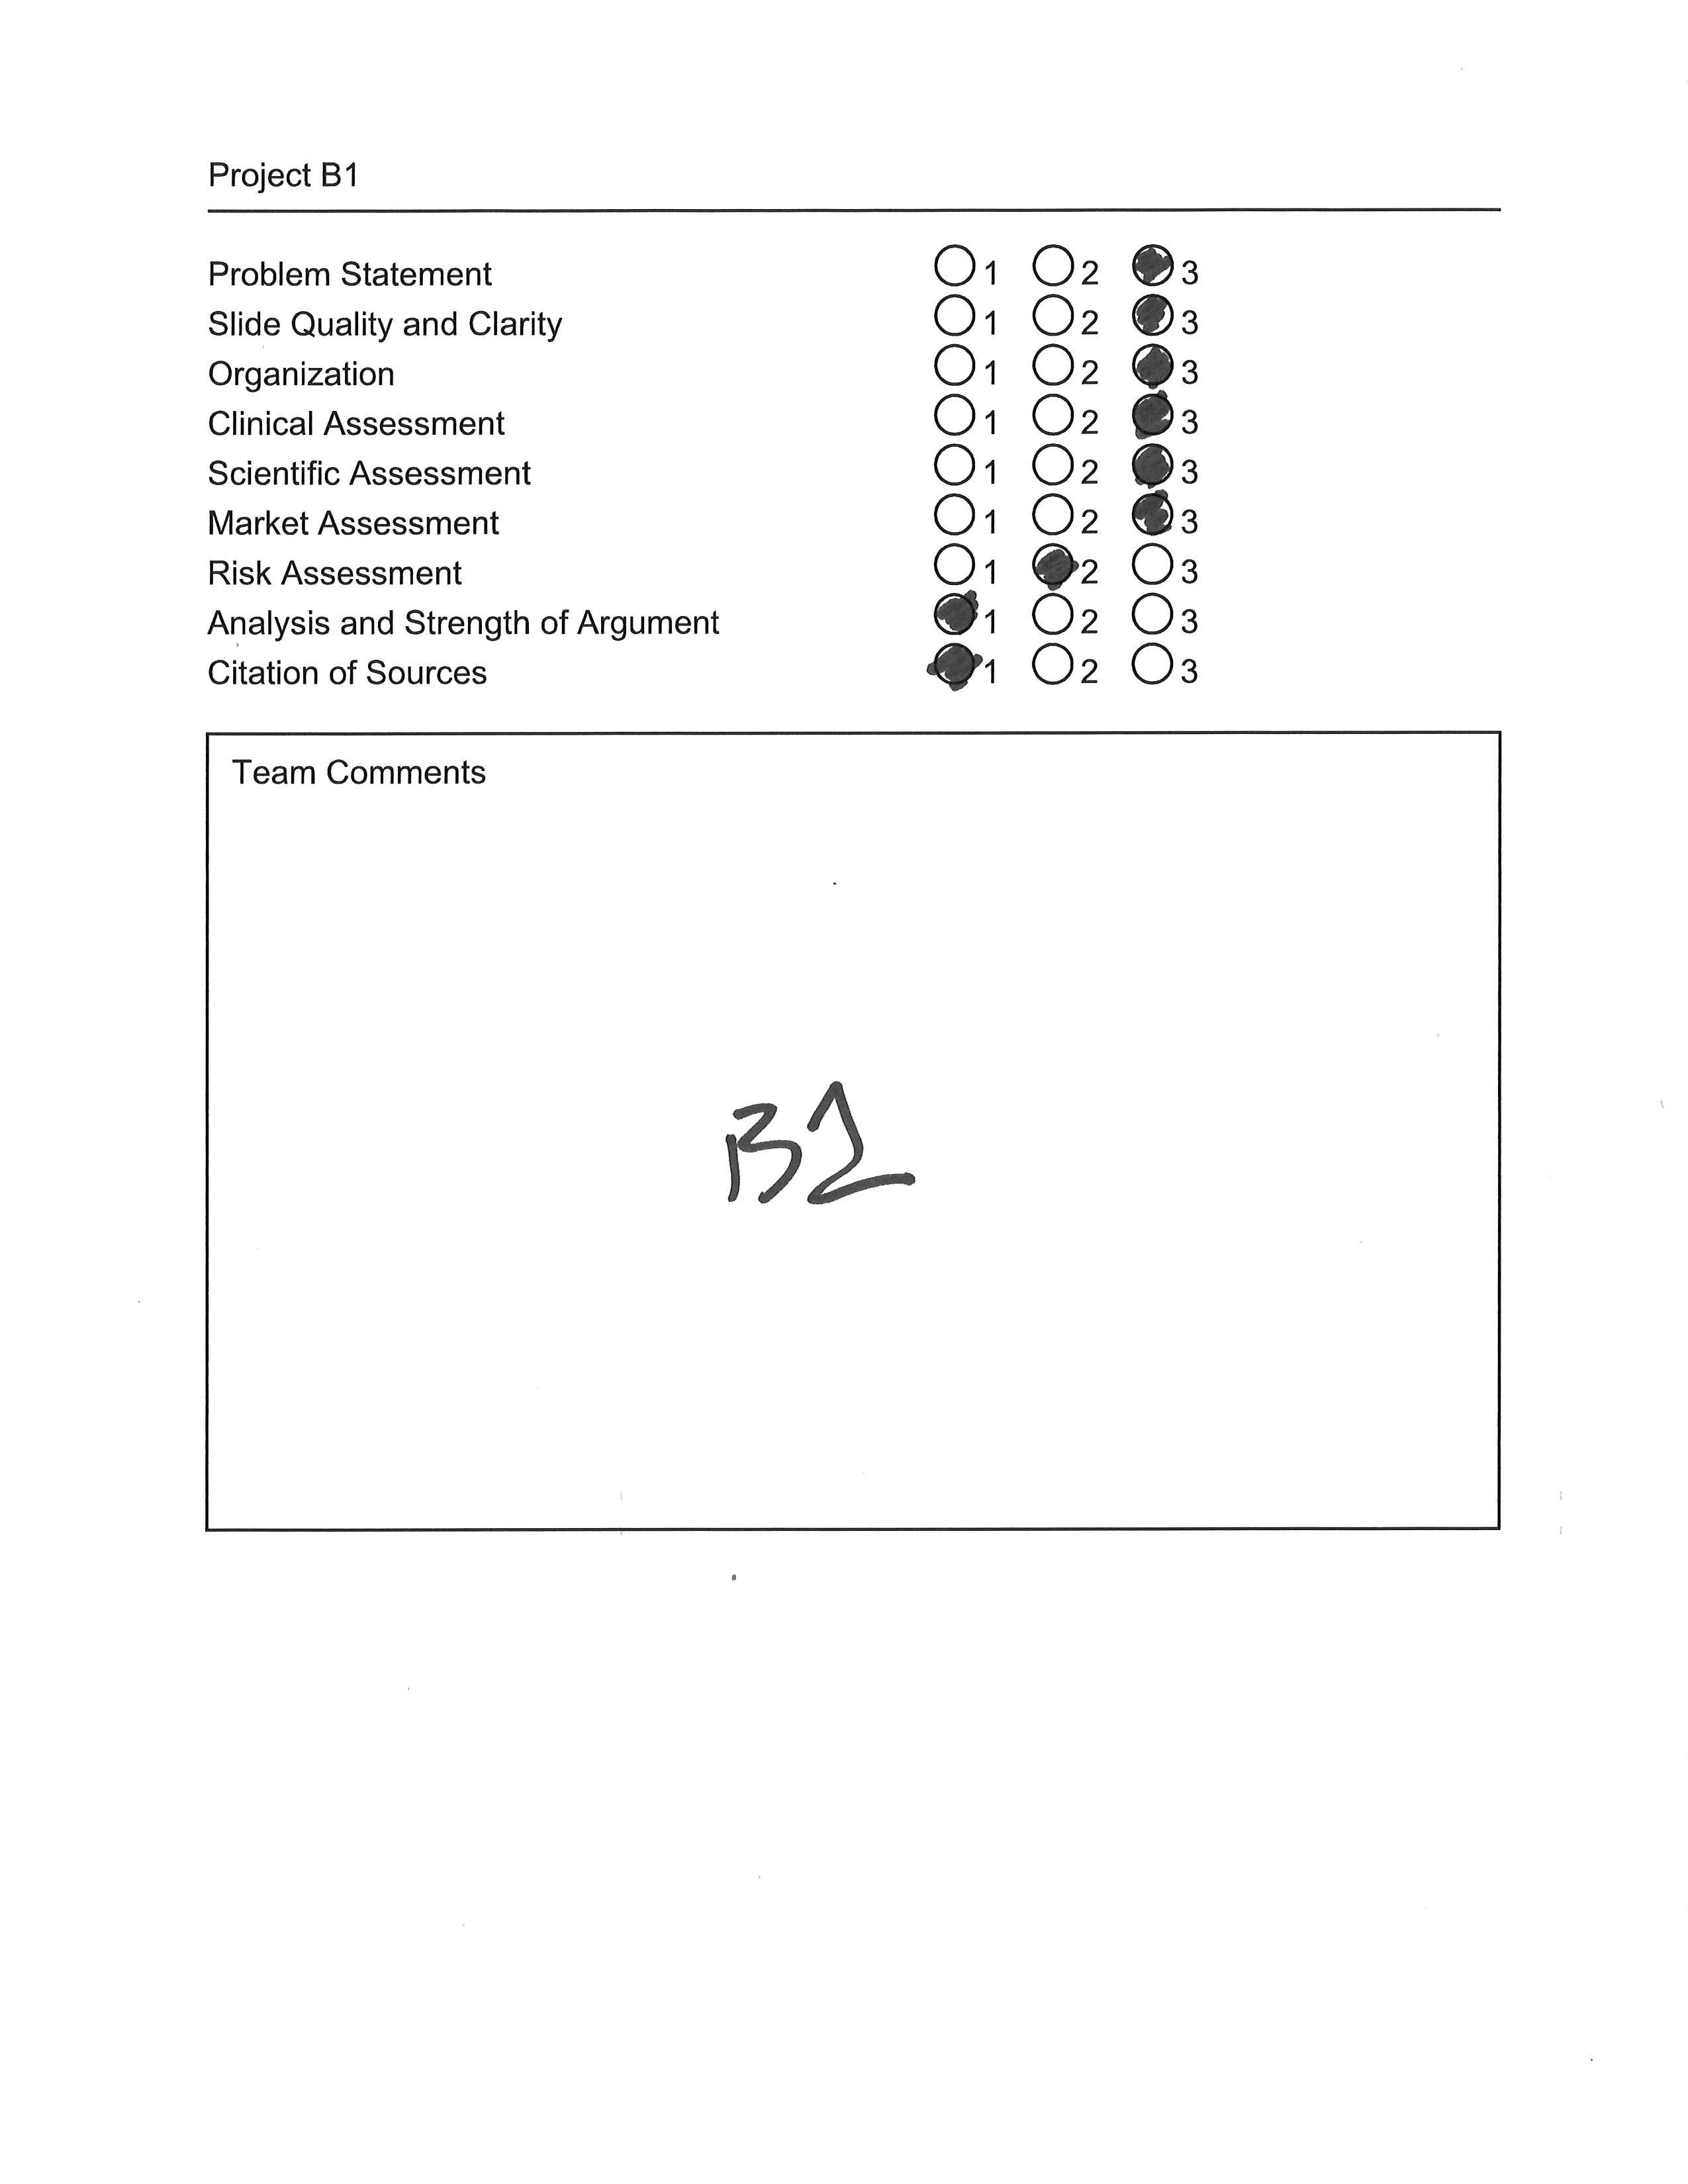 Project B1
Problem Statement 1 2 3
Slide Quality and Clarity 1 2 3
Organization 1 2 3
Clinical Assessment 1 2 3
Scientific Assessment 1 2 3
Market Assessment 1 2 3
Risk Assessment 1 2 3
Analysis and Strength of Argument 1 2 3
Citation of Sources 1 2 3
Team Comments
B1